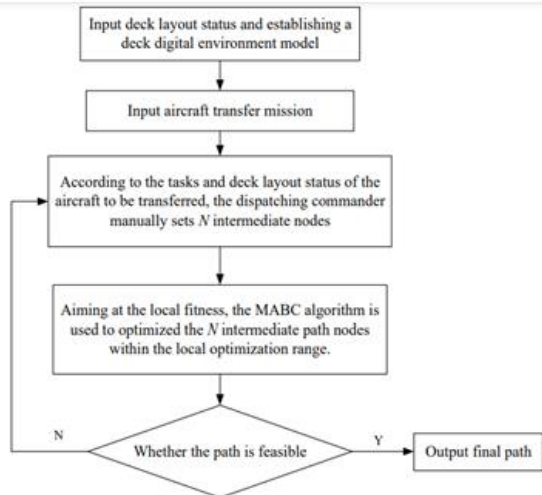 Input deck layout status and establishing a
deck digital environment model
Input aircraft transfer mission
According to the tasks and deck layout status of the
aircraft to be transferred, the dispatching commander
manually sets N intermediate nodes
Aiming at the local fitness, the MABC algorithm is
used to optimized the N intermediate path nodes
within the local optimization range.
N
Whether the path is feasible
Y
Output final path